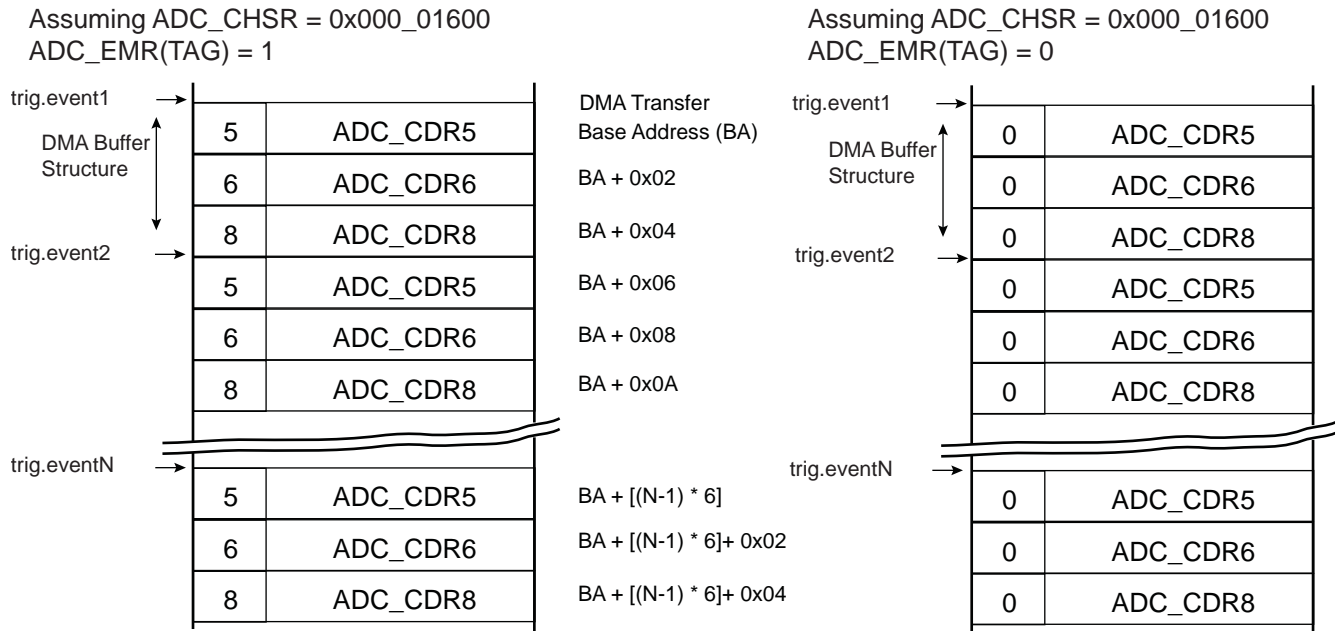 Assuming ADC_CHSR = 0x000_01600
ADC_EMR(TAG) = 1
trig.event1
DMA Buffer
Structure
5 ADC_CDR5
6 ADC_CDR6
8 ADC_CDR8
trig.event2
5 ADC_CDR5
6 ADC_CDR6
8 ADC_CDR8
trig.eventN
5 ADC_CDR5
6 ADC_CDR6
8 ADC_CDR8
DMA Transfer
Base Address (BA)
BA + 0x02
BA + 0x04
BA + 0x06
BA + 0x08
BA + 0x0A
BA + [(N-1) * 6]
BA + [(N-1) * 6]+ 0x02
BA + [(N-1) * 6]+ 0x04
Assuming ADC_CHSR = 0x000_01600
ADC_EMR(TAG) = 0
trig.event1
DMA Buffer
Structure
0 ADC_CDR5
0 ADC_CDR6
0 ADC_CDR8
trig.event2
0 ADC_CDR5
0 ADC_CDR6
0 ADC_CDR8
trig.eventN
0 ADC_CDR5
0 ADC_CDR6
0 ADC_CDR8